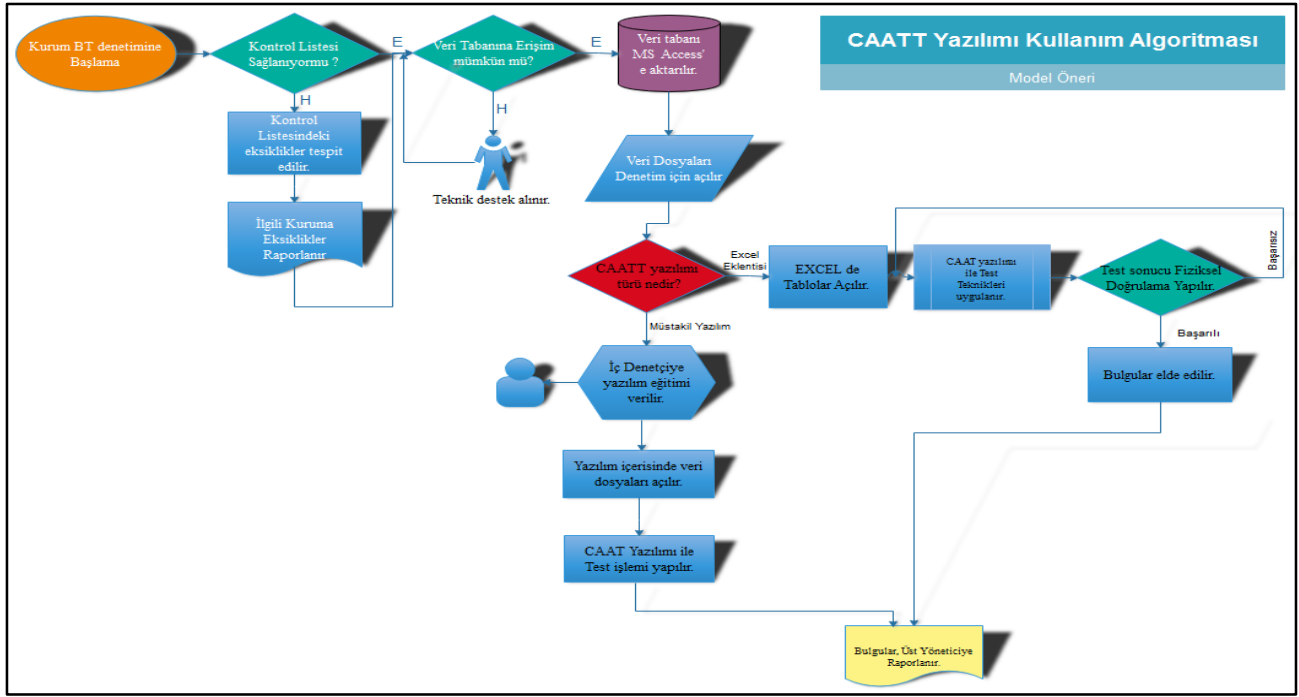 CAATT Yazılımı Kullanım Algoritması
Model Öneri
Kurum BT denetimine
Başlama
Kontrol Listesi
Sağlanıyormu ?
E
H
Kontrol
Listesindeki
eksiklikler tespit
edilir.
İlgili Kuruma
Eksiklikler
Raporlanır
Veri Tabanına Erişim
mümkün mü?
E
H
Teknik destek alınır.
Veri tabanı
MS Access'
e aktarılır.
Veri Dosyaları
Denetim için açılır
CAATT yazılımı
türü nedir?
Excel
Eklentisi
EXCEL de
Tablolar Açılır.
CAAT yazılımı
ile Test
Teknikleri
uygulanır.
Test sonucu Fiziksel
Doğrulama Yapılır.
Başarısız
Başarılı
Bulgular elde edilir.
Müstakil Yazılım
İç Denetçiye
yazılım eğitimi
verilir.
Yazılım içerisinde veri
dosyaları açılır.
CAAT Yazılımı ile
Test işlemi yapılır.
Bulgular, Üst Yöneticiye
Raporlanır.